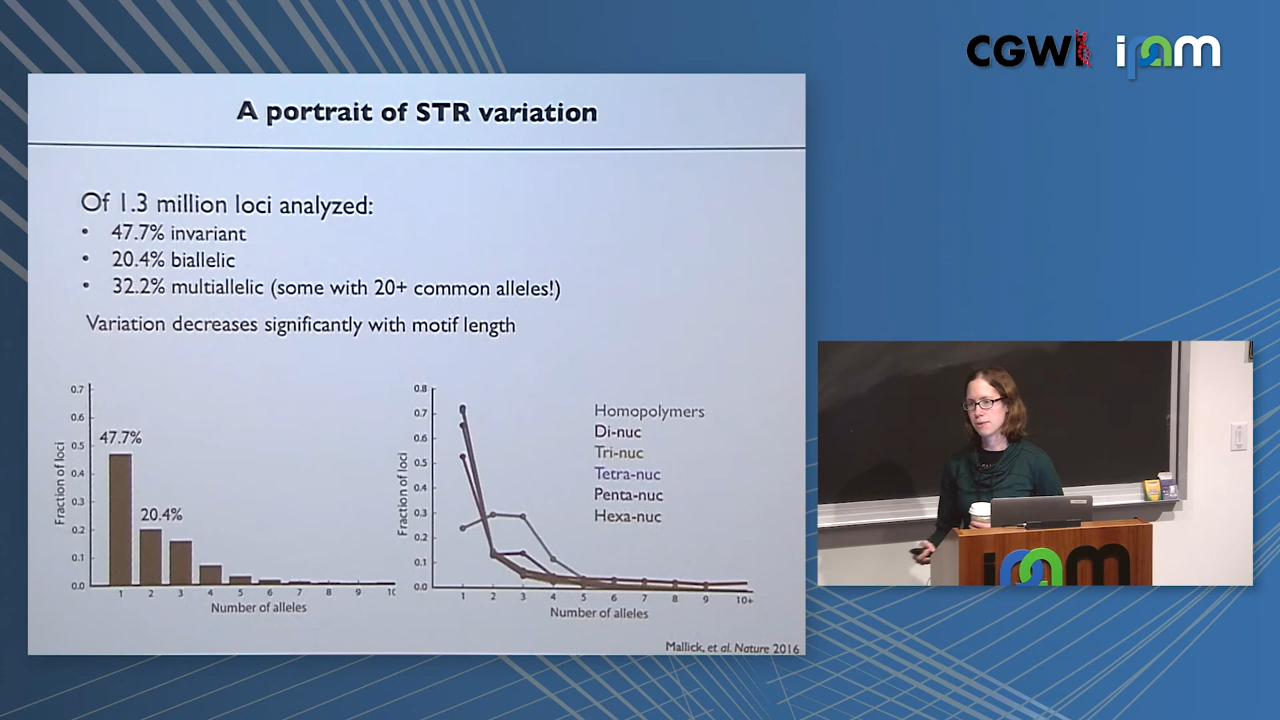 CGWI ipam
A portrait of STR variation
Of 1.3 million loci analyzed:
• 47.7% invariant
• 20.4% biallelic
• 32.2% multiallelic (some with 20+ common alleles!)
Variation decreases significantly with motif length
0.7
0.6
0.5
0.4
0.3
0.2
0.1
0.0
Fraction of loci
47.7%
20.4%
1 2 3 4 5 6 7 8 9 10
Number of alleles
0.8
0.7
0.6
0.5
0.4
0.3
0.2
0.1
0.0
Fraction of loci
Homopolymers
Di-nuc
Tri-nuc
Tetra-nuc
Penta-nuc
Hexa-nuc
1 2 3 4 5 6 7 8 9 10+
Number of alleles
Mallick, et al. Nature 2016
ipam